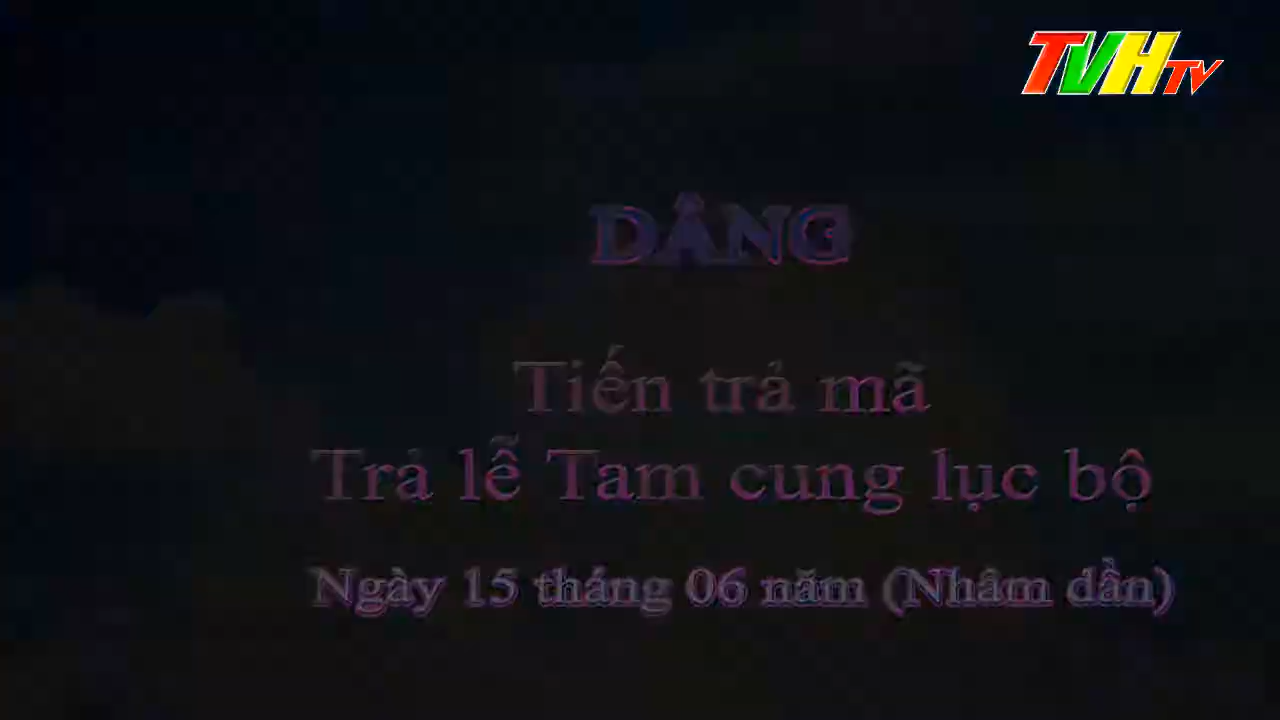 TVHTV
DÂNG
Tiến trả mã
Trả lễ Tam cung lục bộ
Ngày 15 tháng 06 năm (Nhâm dần)